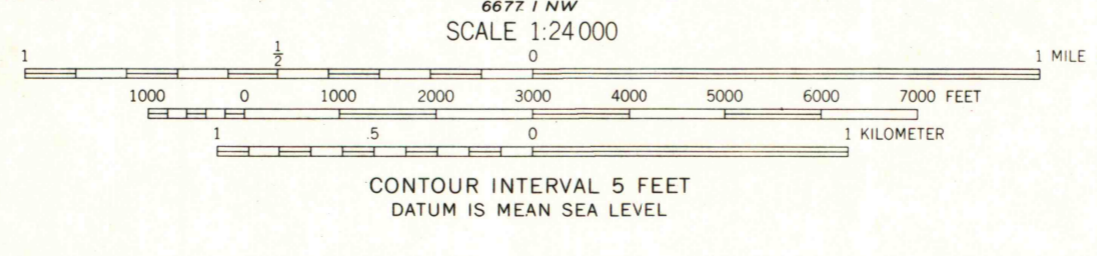 6677 I NW
SCALE 1:24000
1 1/2 0 1 MILE
1000 0 1000 2000 3000 4000 5000 6000 7000 FEET
1 .5 0 1 KILOMETER
CONTOUR INTERVAL 5 FEET
DATUM IS MEAN SEA LEVEL